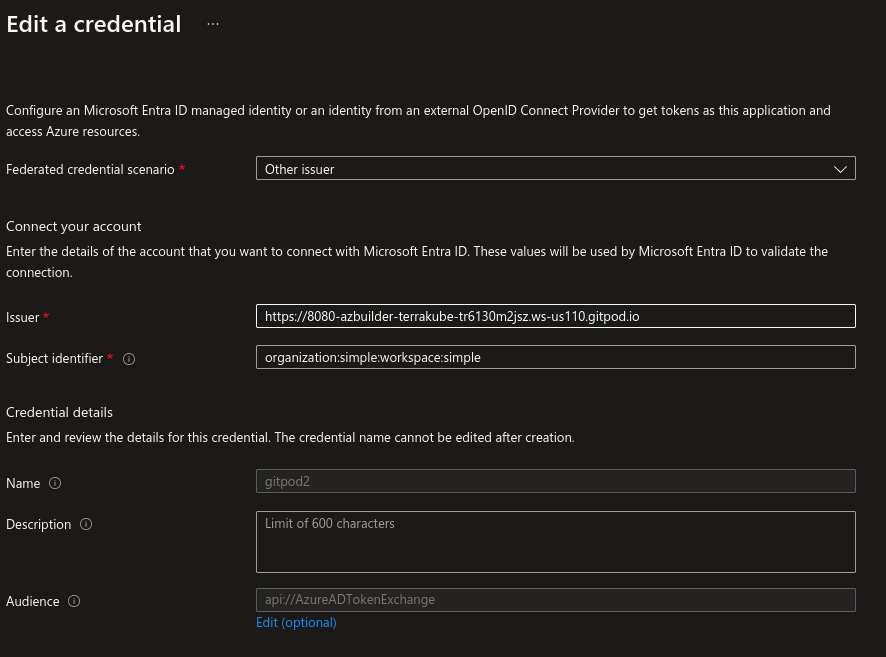 Edit a credential ...
Configure an Microsoft Entra ID managed identity or an identity from an external OpenID Connect Provider to get tokens as this application and
access Azure resources.
Federated credential scenario *
Other issuer
Connect your account
Enter the details of the account that you want to connect with Microsoft Entra ID. These values will be used by Microsoft Entra ID to validate the
connection.
Issuer *
https://8080-azbuilder-terrakube-tr6130m2jsz.ws-us110.gitpod.io
Subject identifier *
organization:simple:workspace:simple
Credential details
Enter and review the details for this credential. The credential name cannot be edited after creation.
Name
gitpod2
Description
Limit of 600 characters
Audience
api://AzureADTokenExchange
Edit (optional)